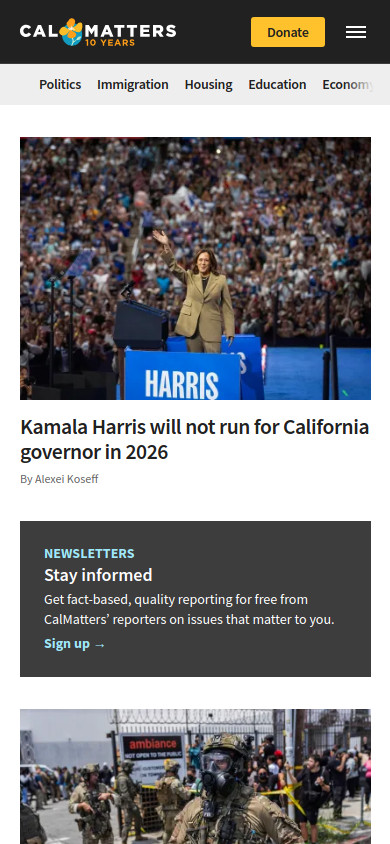 CAL MATTERS
10 YEARS
Donate
Politics Immigration Housing Education Economy
HARRIS
Kamala Harris will not run for California
governor in 2026
By Alexei Koseff
NEWSLETTERS
Stay informed
Get fact-based, quality reporting for free from
CalMatters’ reporters on issues that matter to you.
Sign up →
ambiance
NOT OPEN TO THE PUBLIC